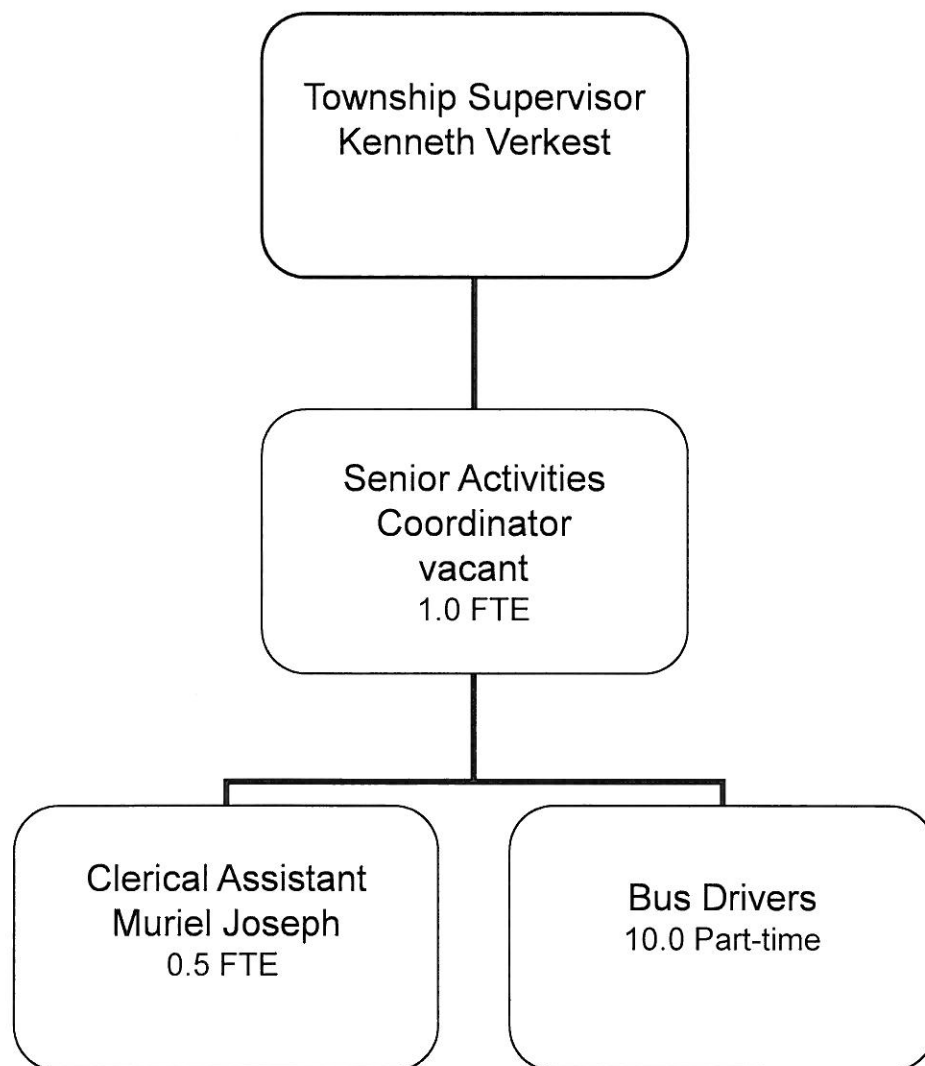 Township Supervisor
Kenneth Verkest
Senior Activities
Coordinator
vacant
1.0 FTE
Clerical Assistant
Muriel Joseph
0.5 FTE
Bus Drivers
10.0 Part-time